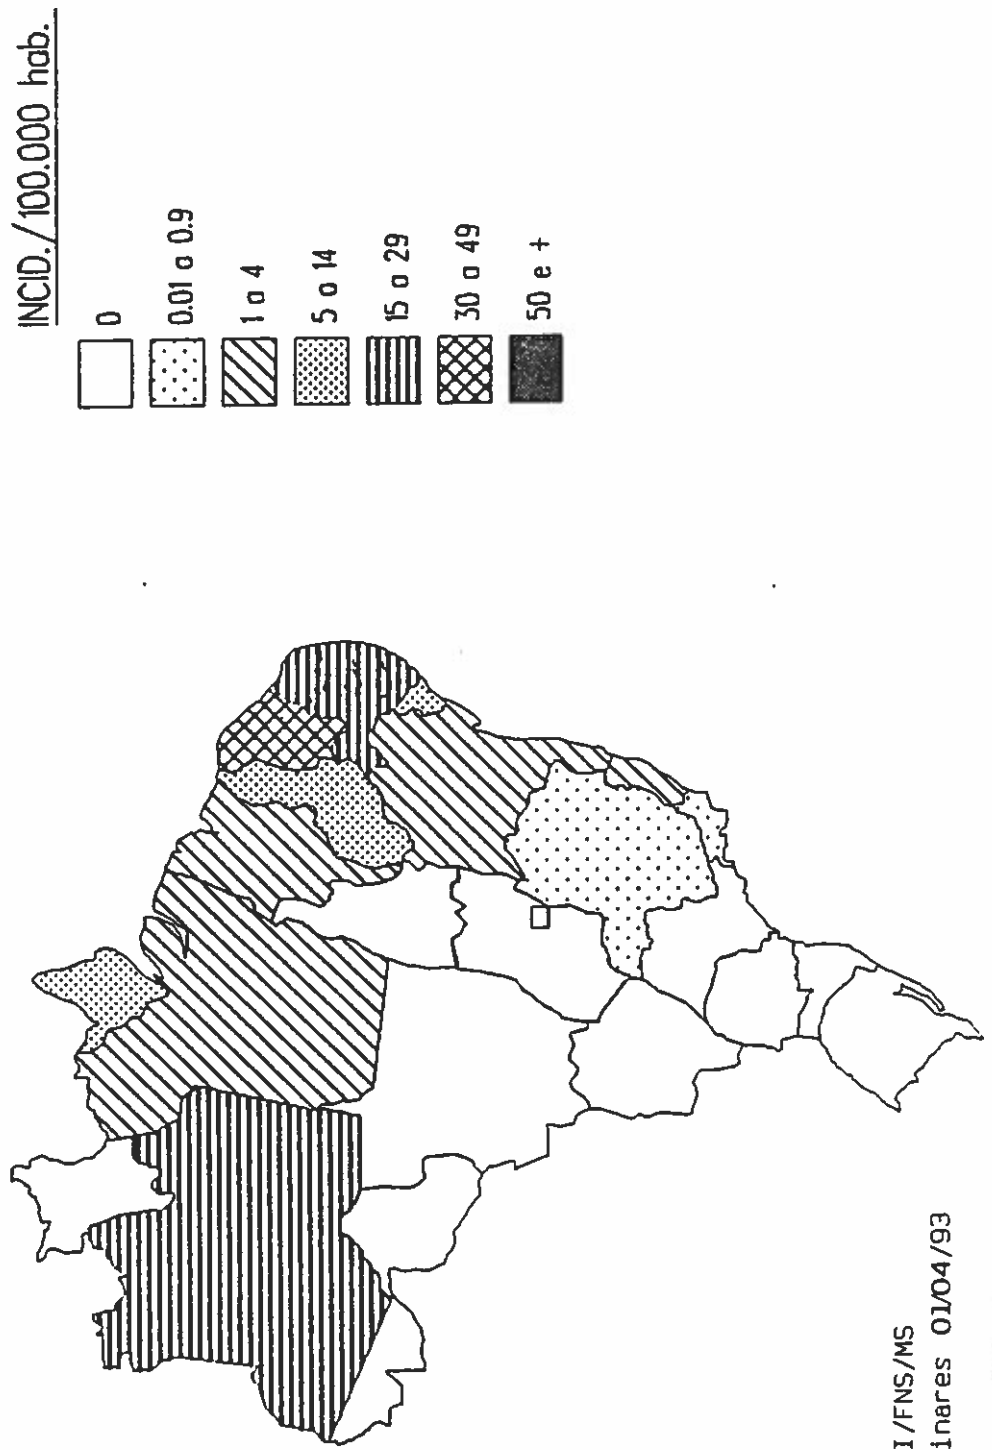 INCID./100.000 hab.
0
0.01 a 0.9
1 a 4
5 a 14
15 a 29
30 a 49
50 e +
I/FNS/MS
inares 01/04/93